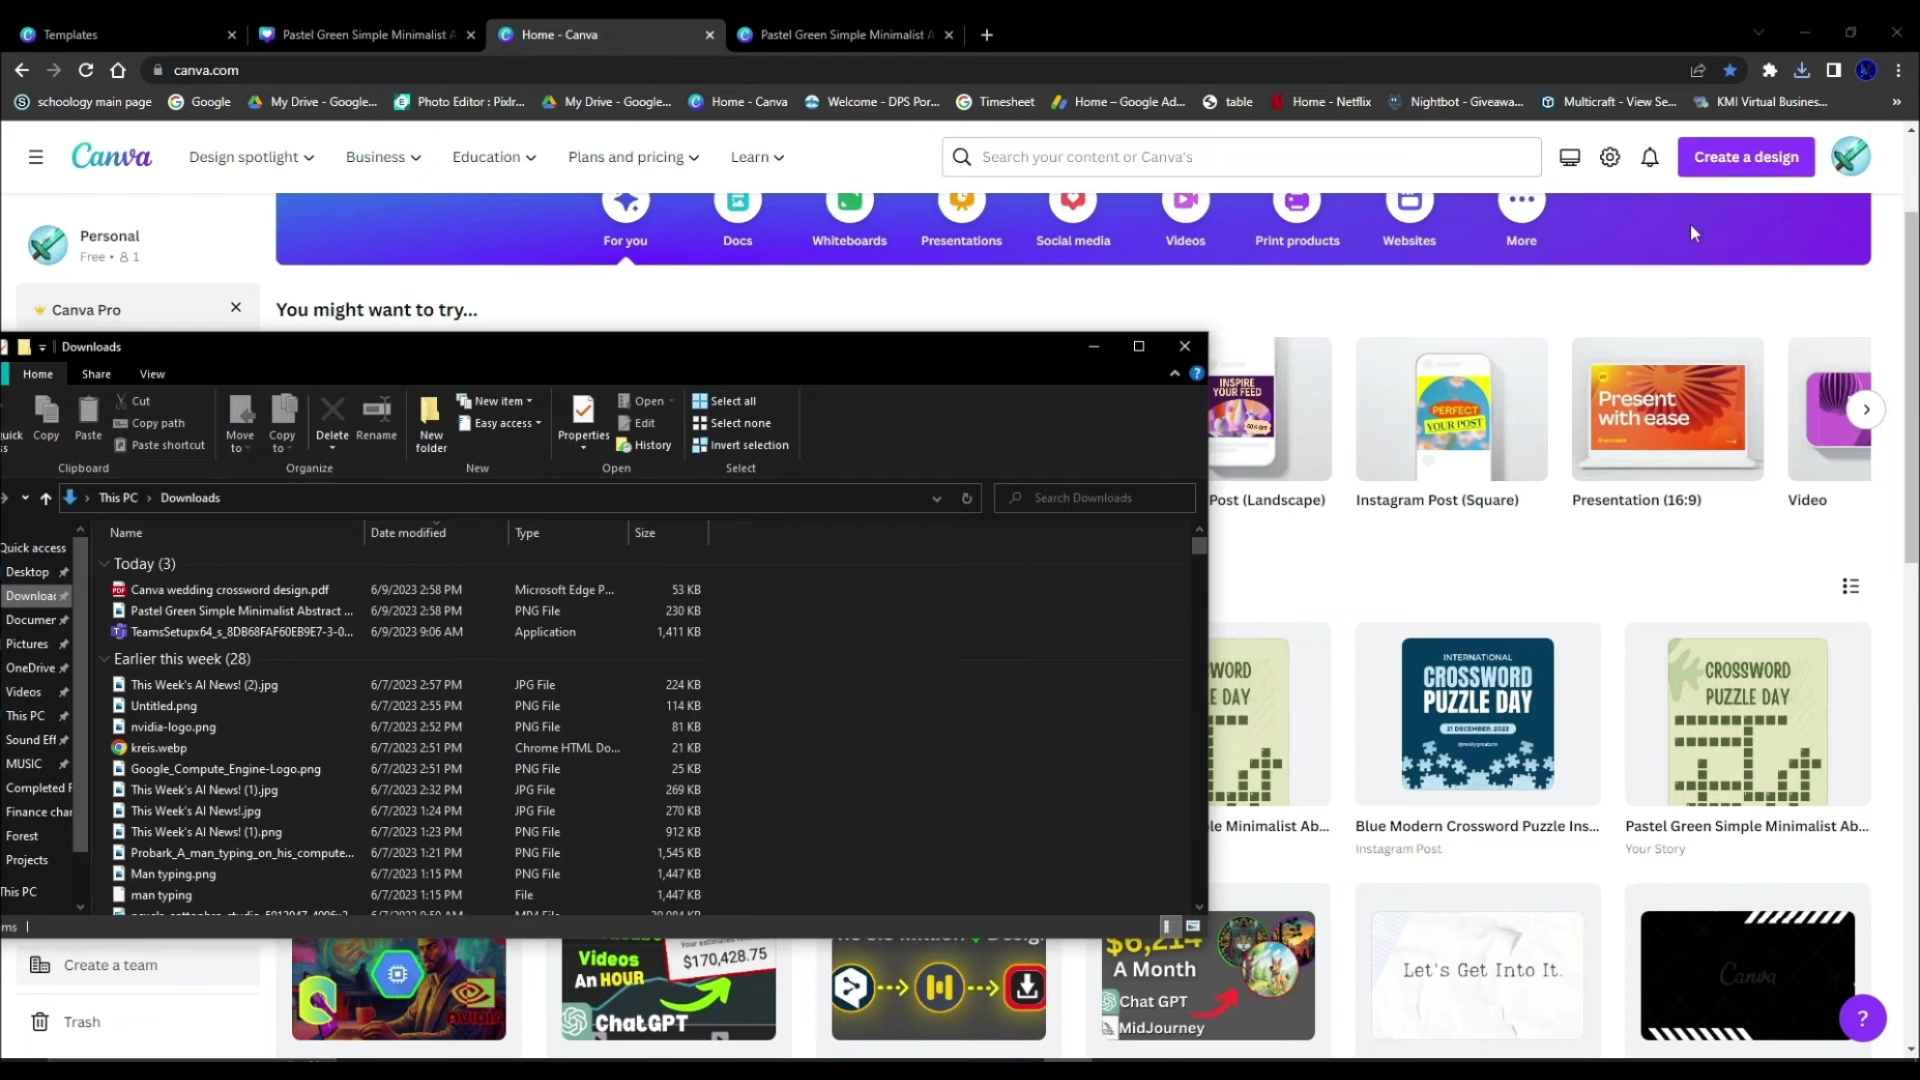 Templates
Pastel Green Simple Minimalist A
Home - Canva
Pastel Green Simple Minimalist A
canva.com
schoology main page
Google
My Drive - Google...
Photo Editor : Pixlr...
My Drive - Google...
Home - Canva
Welcome - DPS Por...
Timesheet
Home – Google Ad...
table
Home - Netflix
Nightbot - Giveawa...
Multicraft - View Se...
KMI Virtual Business...
Canva
Design spotlight
Business
Education
Plans and pricing
Learn
Search your content or Canva's
Create a design
Personal
Free • 1
For you
Docs
Whiteboards
Presentations
Social media
Videos
Print products
Websites
More
Canva Pro
You might want to try...
Downloads
Home
Share
View
Copy
Paste
Cut
Copy path
Paste shortcut
Clipboard
Move to
Copy to
Delete
Rename
Organize
New folder
New item
Easy access
New
Properties
Open
Edit
History
Open
Select all
Select none
Invert selection
Select
This PC
Downloads
Search Downloads
Name
Date modified
Type
Size
Quick access
Desktop
Downloac
Documer
Pictures
OneDrive
Videos
This PC
Sound Eff
MUSIC
Completed F
Finance char
Forest
Projects
This PC
Today (3)
Canva wedding crossword design.pdf 6/9/2023 2:58 PM Microsoft Edge P... 53 KB
Pastel Green Simple Minimalist Abstract ... 6/9/2023 2:58 PM PNG File 230 KB
TeamsSetupx64_s_8DB68FAF60EB9E7-3-0... 6/9/2023 9:06 AM Application 1,411 KB
Earlier this week (28)
This Week's AI News! (2).jpg 6/7/2023 2:57 PM JPG File 224 KB
Untitled.png 6/7/2023 2:55 PM PNG File 114 KB
nvidia-logo.png 6/7/2023 2:52 PM PNG File 81 KB
kreis.webp 6/7/2023 2:51 PM Chrome HTML Do... 21 KB
Google_Compute_Engine-Logo.png 6/7/2023 2:51 PM PNG File 25 KB
This Week's AI News! (1).jpg 6/7/2023 2:32 PM JPG File 269 KB
This Week's AI News!.jpg 6/7/2023 1:24 PM JPG File 270 KB
This Week's AI News! (1).png 6/7/2023 1:23 PM PNG File 912 KB
Probark_A_man_typing_on_his_compute... 6/7/2023 1:21 PM PNG File 1,545 KB
Man typing.png 6/7/2023 1:15 PM PNG File 1,447 KB
man typing 6/7/2023 1:15 PM File 1,447 KB
INSPIRE
YOUR FEED
PERFECT
YOUR POST
Present
with ease
Post (Landscape)
Instagram Post (Square)
Presentation (16:9)
Video
WORD
Y DAY
INTERNATIONAL
CROSSWORD
PUZZLE DAY
21 DECEMBER, 2022
@reallygreatsite
CROSSWORD
PUZZLE DAY
le Minimalist Ab...
Blue Modern Crossword Puzzle Ins...
Instagram Post
Pastel Green Simple Minimalist Ab...
Your Story
Create a team
Trash
NVIDIA
Videos
An HOUR
$170,428.75
ChatGPT
$6,214
A Month
Chat GPT
MidJourney
Let's Get Into It.
Canva
?